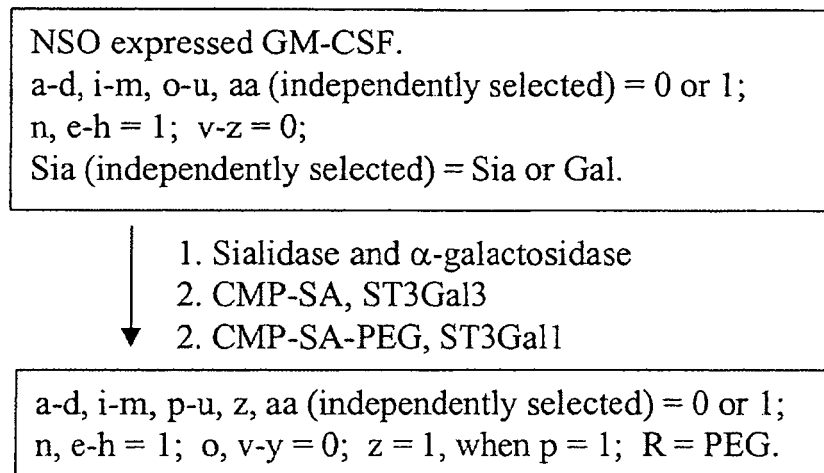 NSO expressed GM-CSF.
a-d, i-m, o-u, aa (independently selected) = 0 or 1;
n, e-h = 1; v-z = 0;
Sia (independently selected) = Sia or Gal.
1. Sialidase and α-galactosidase
2. CMP-SA, ST3Gal3
2. CMP-SA-PEG, ST3Gal1
a-d, i-m, p-u, z, aa (independently selected) = 0 or 1;
n, e-h = 1; o, v-y = 0; z = 1, when p = 1; R = PEG.